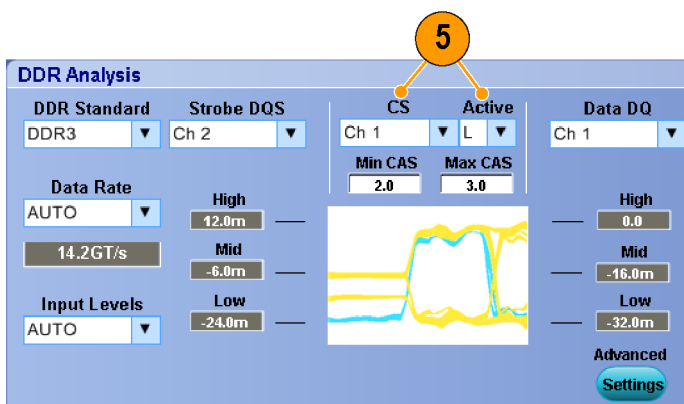 5
DDR Analysis
DDR Standard
DDR3
Strobe DQS
Ch 2
CS
Ch 1
Active
L
Data DQ
Ch 1
Min CAS
2.0
Max CAS
3.0
Data Rate
AUTO
14.2GT/s
Input Levels
AUTO
High
12.0m
Mid
-6.0m
Low
-24.0m
High
0.0
Mid
-16.0m
Low
-32.0m
Advanced
Settings